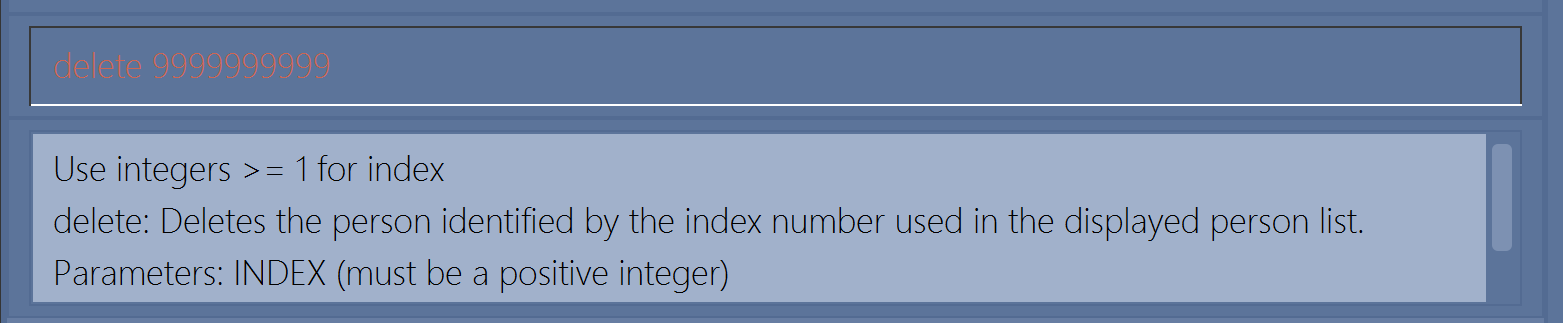 delete 9999999999
Use integers >= 1 for index
delete: Deletes the person identified by the index number used in the displayed person list.
Parameters: INDEX (must be a positive integer)